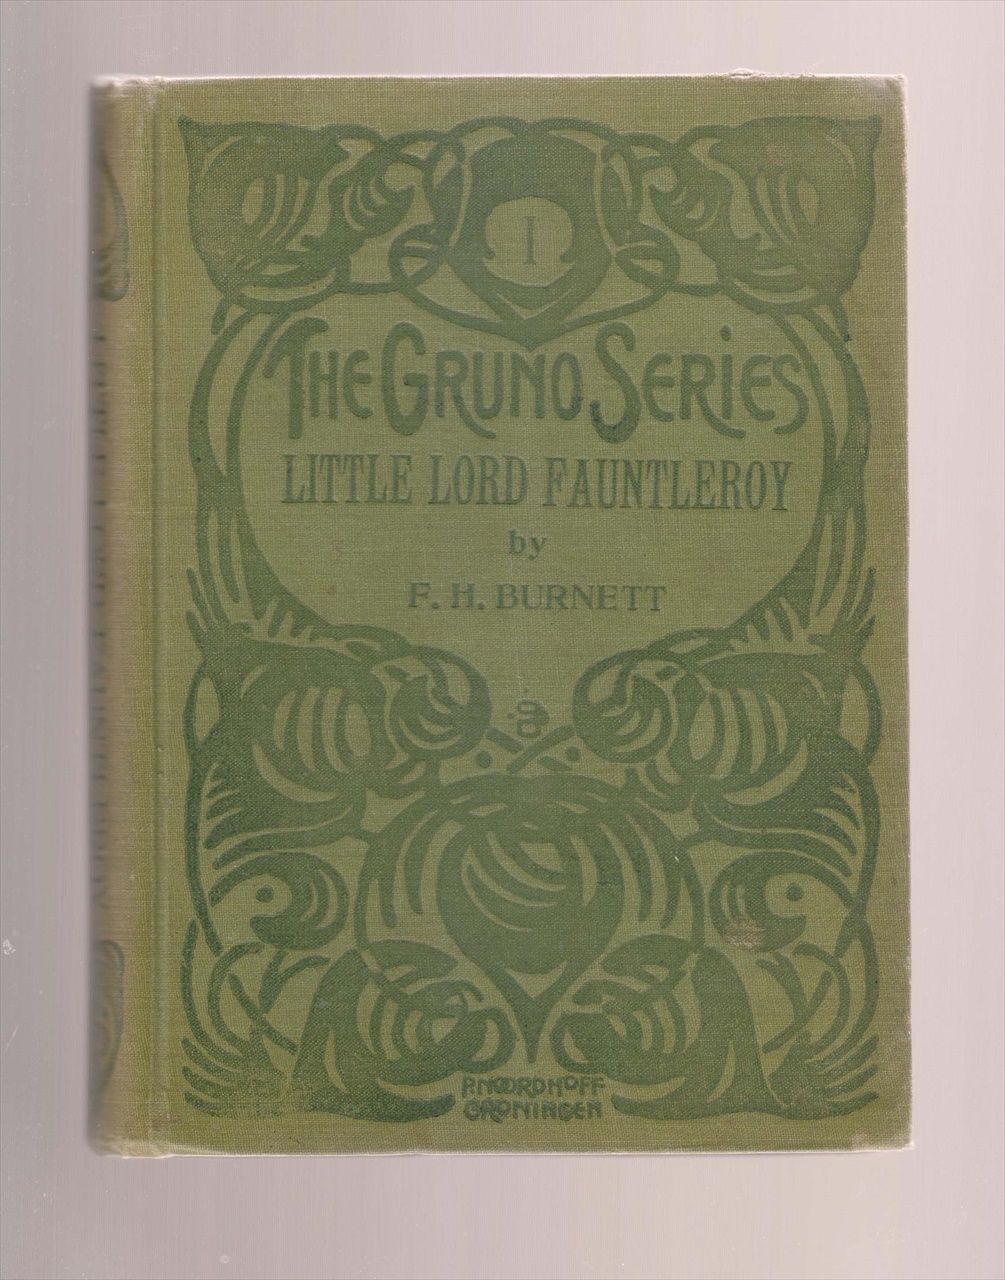 I
The Gruno Series
LITTLE LORD FAUNTLEROY
by
F. H. BURNETT
P. NOORDHOFF
GRONINGEN